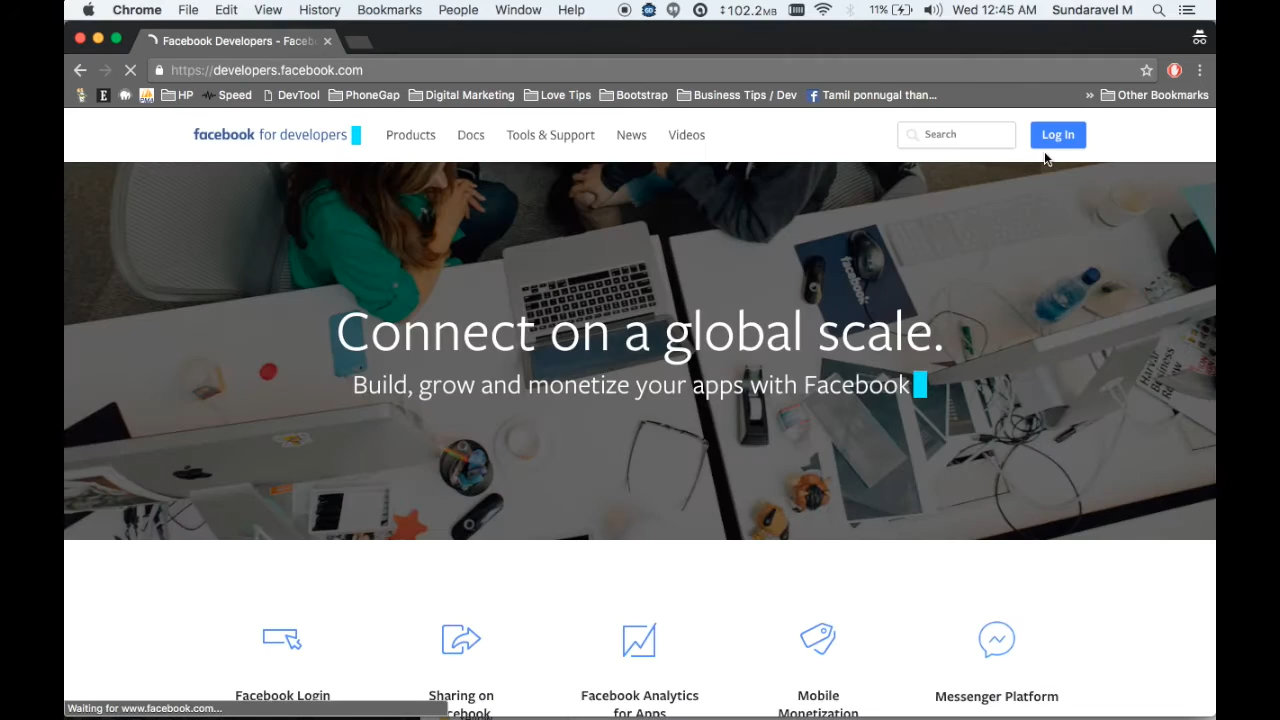 Chrome File Edit View History Bookmarks People Window Help 102.2MB 11% Wed 12:45 AM Sundaravel M
Facebook Developers - Faceb
https://developers.facebook.com
E HP Speed DevTool PhoneGap Digital Marketing Love Tips Bootstrap Business Tips / Dev Tamil ponnugal than... » Other Bookmarks
facebook for developers Products Docs Tools & Support News Videos Search Log In
facebook
Harvard
Business
Connect on a global scale.
Build, grow and monetize your apps with Facebook
Facebook Login Sharing on Facebook Analytics Mobile Messenger Platform
for Apps Monetization
Waiting for www.facebook.com...